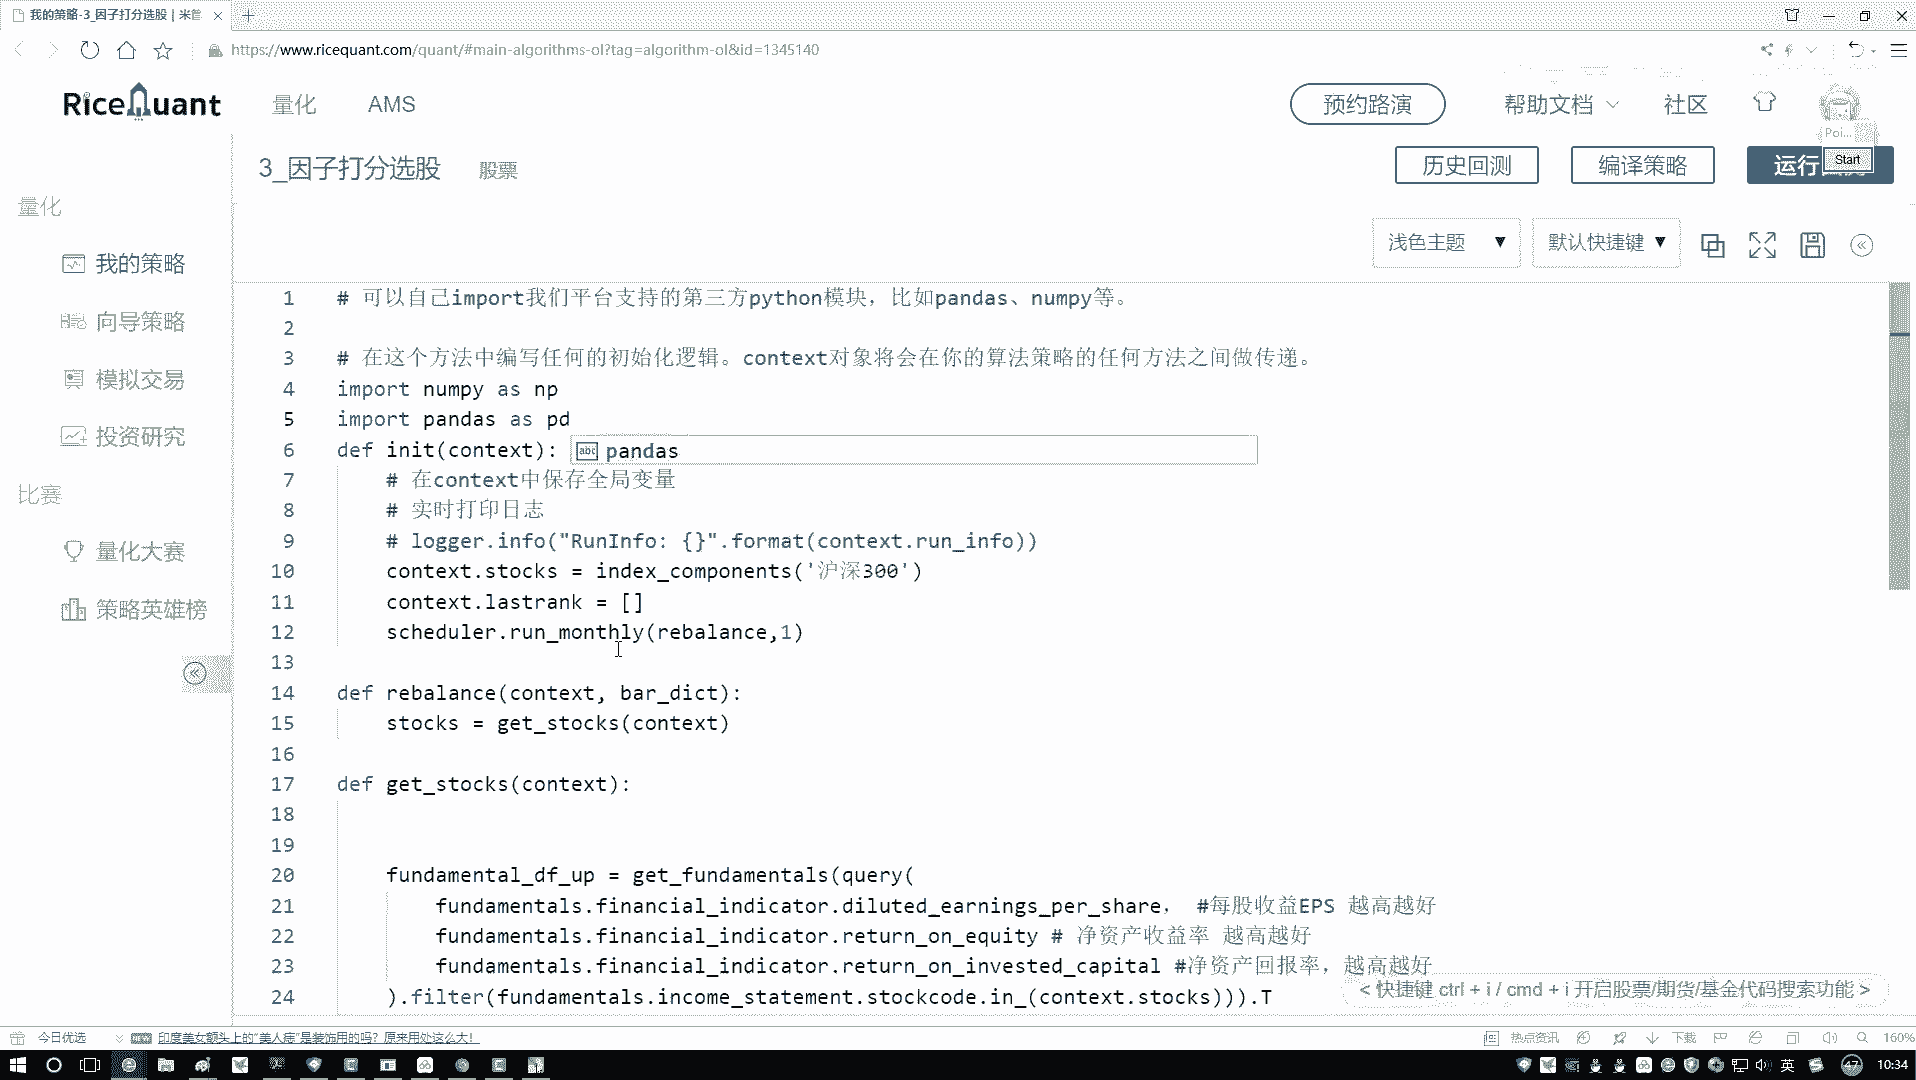 我的策略-3_因子打分选股 | 米筐
https://www.ricequant.com/quant/#main-algorithms-ol?tag=algorithm-ol&id=1345140
RiceQuant 量化 AMS 预约路演 帮助文档 社区
Poi...
3_因子打分选股 股票 历史回测 编译策略 运行 Start
浅色主题 ▼ 默认快捷键 ▼
量化
我的策略
向导策略
模拟交易
投资研究
比赛
量化大赛
策略英雄榜
1 # 可以自己import我们平台支持的第三方python模块，比如pandas、numpy等。
2
3 # 在这个方法中编写任何的初始化逻辑。context对象将会在你的算法策略的任何方法之间做传递。
4 import numpy as np
5 import pandas as pd
6 def init(context): abc pandas
7 # 在context中保存全局变量
8 # 实时打印日志
9 # logger.info("RunInfo: {}".format(context.run_info))
10 context.stocks = index_components('沪深300')
11 context.lastrank = []
12 scheduler.run_monthly(rebalance,1)
13
14 def rebalance(context, bar_dict):
15 stocks = get_stocks(context)
16
17 def get_stocks(context):
18
19
20 fundamental_df_up = get_fundamentals(query(
21 fundamentals.financial_indicator.diluted_earnings_per_share， #每股收益EPS 越高越好
22 fundamentals.financial_indicator.return_on_equity # 净资产收益率 越高越好
23 fundamentals.financial_indicator.return_on_invested_capital #净资产回报率，越高越好
24 ).filter(fundamentals.income_statement.stockcode.in_(context.stocks))).T
< 快捷键 ctrl + i / cmd + i 开启股票/期货/基金代码搜索功能 >
今日优选 印度美女额头上的“美人痣”是装饰用的吗？原来用处这么大！ 热点资讯 下载 160%
英 47 10:34